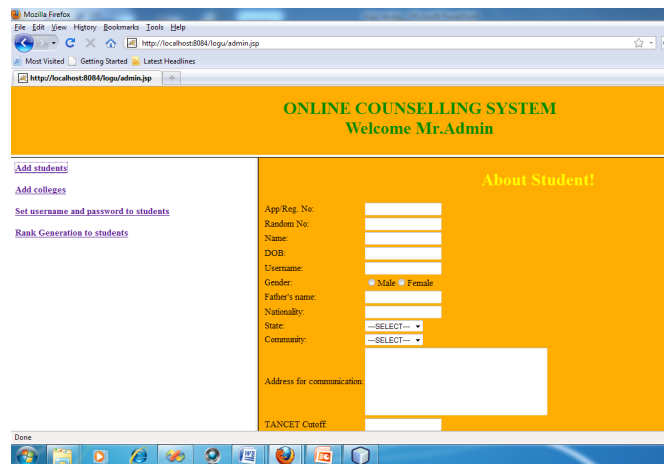 Mozilla Firefox
File Edit View History Bookmarks Tools Help
http://localhost:8084/logu/admin.jsp
Most Visited Getting Started Latest Headlines
http://localhost:8084/logu/admin.jsp
ONLINE COUNSELLING SYSTEM
Welcome Mr.Admin
Add students
Add colleges
Set username and password to students
Rank Generation to students
About Student!
App/Reg. No:
Random No:
Name:
DOB:
Username:
Gender: Male Female
Father's name:
Nationality:
State: ---SELECT---
Community: ---SELECT---
Address for communication:
TANCET Cutoff:
Done